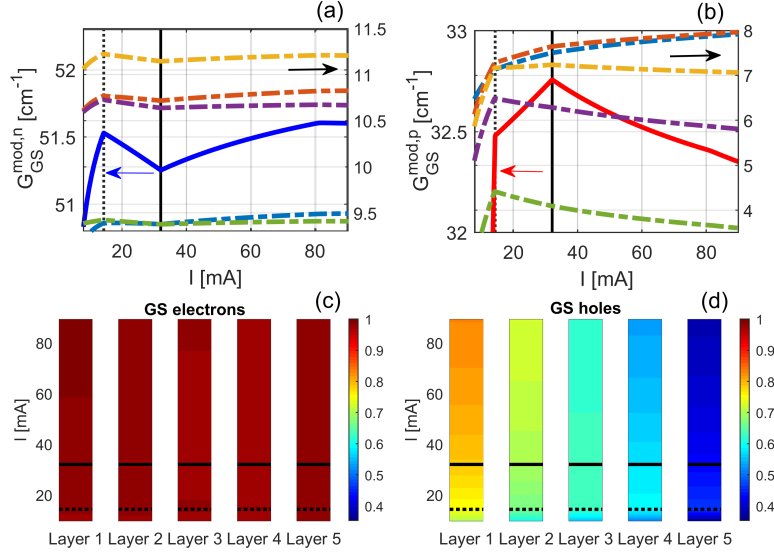 (a)
G_GS^mod,n [cm⁻¹]
52
51.5
51
11.5
11
10.5
10
9.5
20 40 60 80
I [mA]
(b)
G_GS^mod,p [cm⁻¹]
33
32.5
32
8
7
6
5
4
20 40 60 80
I [mA]
GS electrons (c)
I [mA]
80
60
40
20
1
0.9
0.8
0.7
0.6
0.5
0.4
Layer 1 Layer 2 Layer 3 Layer 4 Layer 5
GS holes (d)
I [mA]
80
60
40
20
1
0.9
0.8
0.7
0.6
0.5
0.4
Layer 1 Layer 2 Layer 3 Layer 4 Layer 5